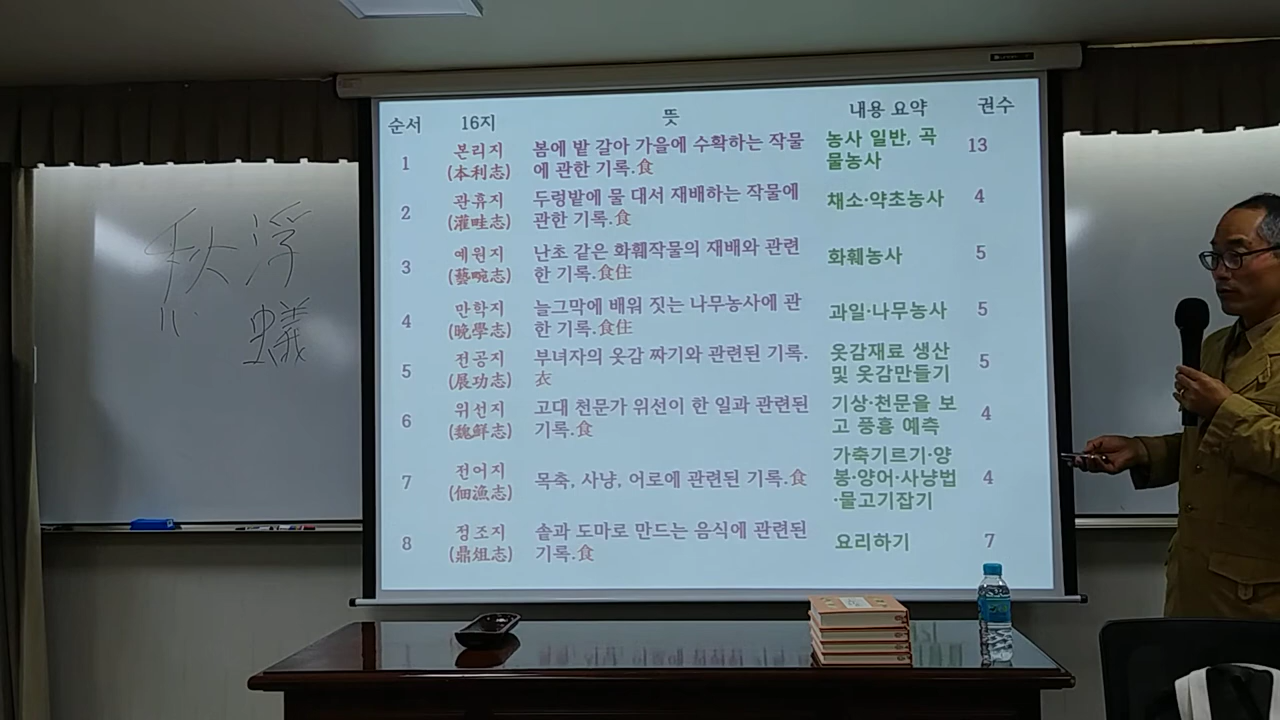 순서 16지 뜻 내용 요약 권수
1 본리지 봄에 밭 갈아 가을에 수확하는 작물 농사 일반, 곡 13
(本利志) 에 관한 기록.食 물농사
2 관휴지 두렁밭에 물 대서 재배하는 작물에 채소·약초농사 4
(灌畦志) 관한 기록.食
3 예원지 난초 같은 화훼작물의 재배와 관련 화훼농사 5
(藝畹志) 한 기록.食住
4 만학지 늘그막에 배워 짓는 나무농사에 관 과일·나무농사 5
(晚學志) 한 기록.食住
5 전공지 부녀자의 옷감 짜기와 관련된 기록. 옷감재료 생산 5
(展功志) 衣 및 옷감만들기
6 위선지 고대 천문가 위선이 한 일과 관련된 기상·천문을 보 4
(魏鮮志) 기록.食 고 풍흉 예측
7 전어지 목축, 사냥, 어로에 관련된 기록.食 가축기르기·양 4
(佃漁志) 봉·양어·사냥법
·물고기잡기
8 정조지 솥과 도마로 만드는 음식에 관련된 요리하기 7
(鼎俎志) 기록.食
浮
蟻
秋